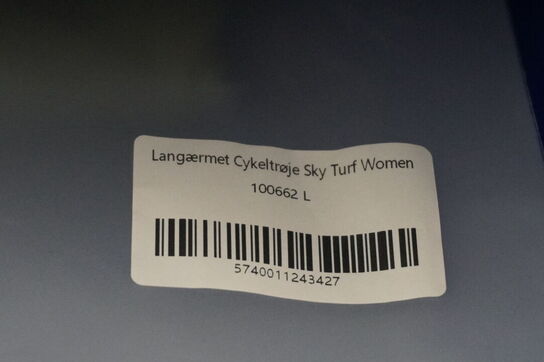 Langærmet Cykeltrøje Sky Turf Women
100662 L
5740011243427